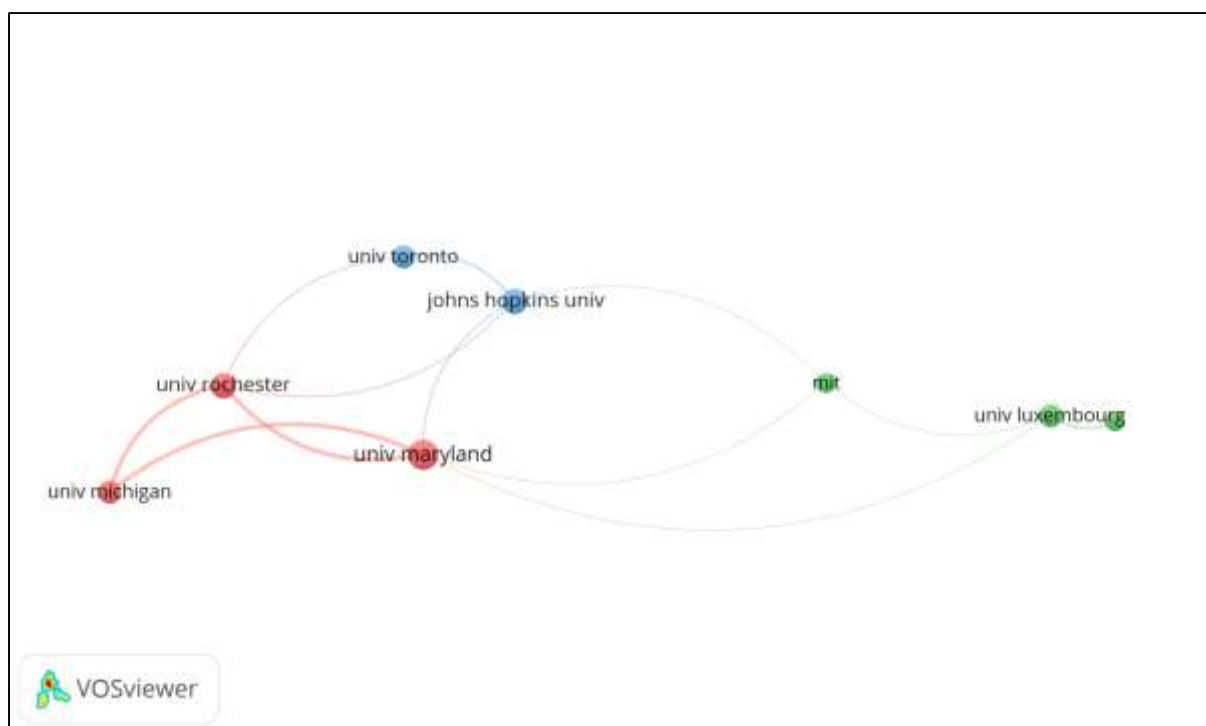 univ toronto
johns hopkins univ
univ rochester
mit
univ luxembourg
univ maryland
univ michigan
VOSviewer